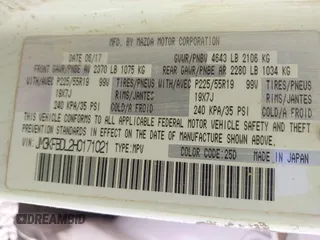 MFD. BY MAZDA MOTOR CORPORATION
DATE 06/17 GVWR/PNBV 4643 LB 2106 KG
FRONT GAWR/PNBE AV 2370 LB 1075 KG REAR GAWR/PNBE AR 2280 LB 1034 KG
WITH/AVEC P225/55R19 99V TIRES/PNEUS WITH/AVEC P225/55R19 99V TIRES/PNEUS
19X7J RIMS/JANTES 19X7J RIMS/JANTES
240 KPA/35 PSI COLD/A FROID 240 KPA/35 PSI COLD/A FROID
THIS VEHICLE CONFORMS TO ALL APPLICABLE FEDERAL MOTOR VEHICLE SAFETY
STANDARDS IN EFFECT ON THE DATE OF MANUFACTURE SHOWN ABOVE.
JM3KFBDL2H0171021 TYPE: MPV
COLOR CODE: 25D MADE IN JAPAN
DREAMBID